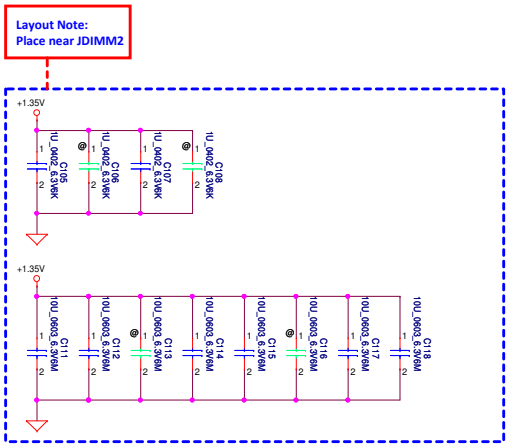 Layout Note:
Place near JDIMM2
+1.35V
1
2
1U_0402_6.3V6K
C105
@
1
2
1U_0402_6.3V6K
C106
1
2
1U_0402_6.3V6K
C107
@
1
2
1U_0402_6.3V6K
C108
+1.35V
1
2
10U_0603_6.3V6M
C111
1
2
10U_0603_6.3V6M
C112
@
1
2
10U_0603_6.3V6M
C113
1
2
10U_0603_6.3V6M
C114
1
2
10U_0603_6.3V6M
C115
@
1
2
10U_0603_6.3V6M
C116
1
2
10U_0603_6.3V6M
C117
1
2
10U_0603_6.3V6M
C118